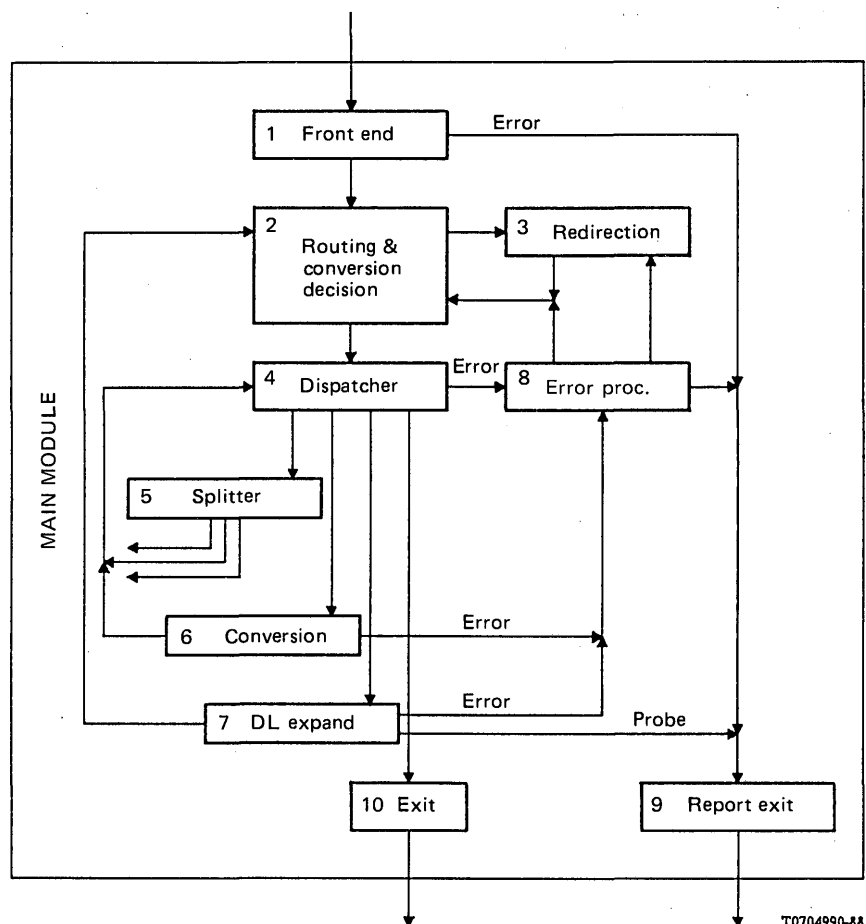 1 Front end
Error
2
Routing &
conversion
decision
3 Redirection
MAIN MODULE
4 Dispatcher
Error
8 Error proc.
5 Splitter
6 Conversion
Error
7 DL expand
Error
Probe
10 Exit
9 Report exit
T0704990-88